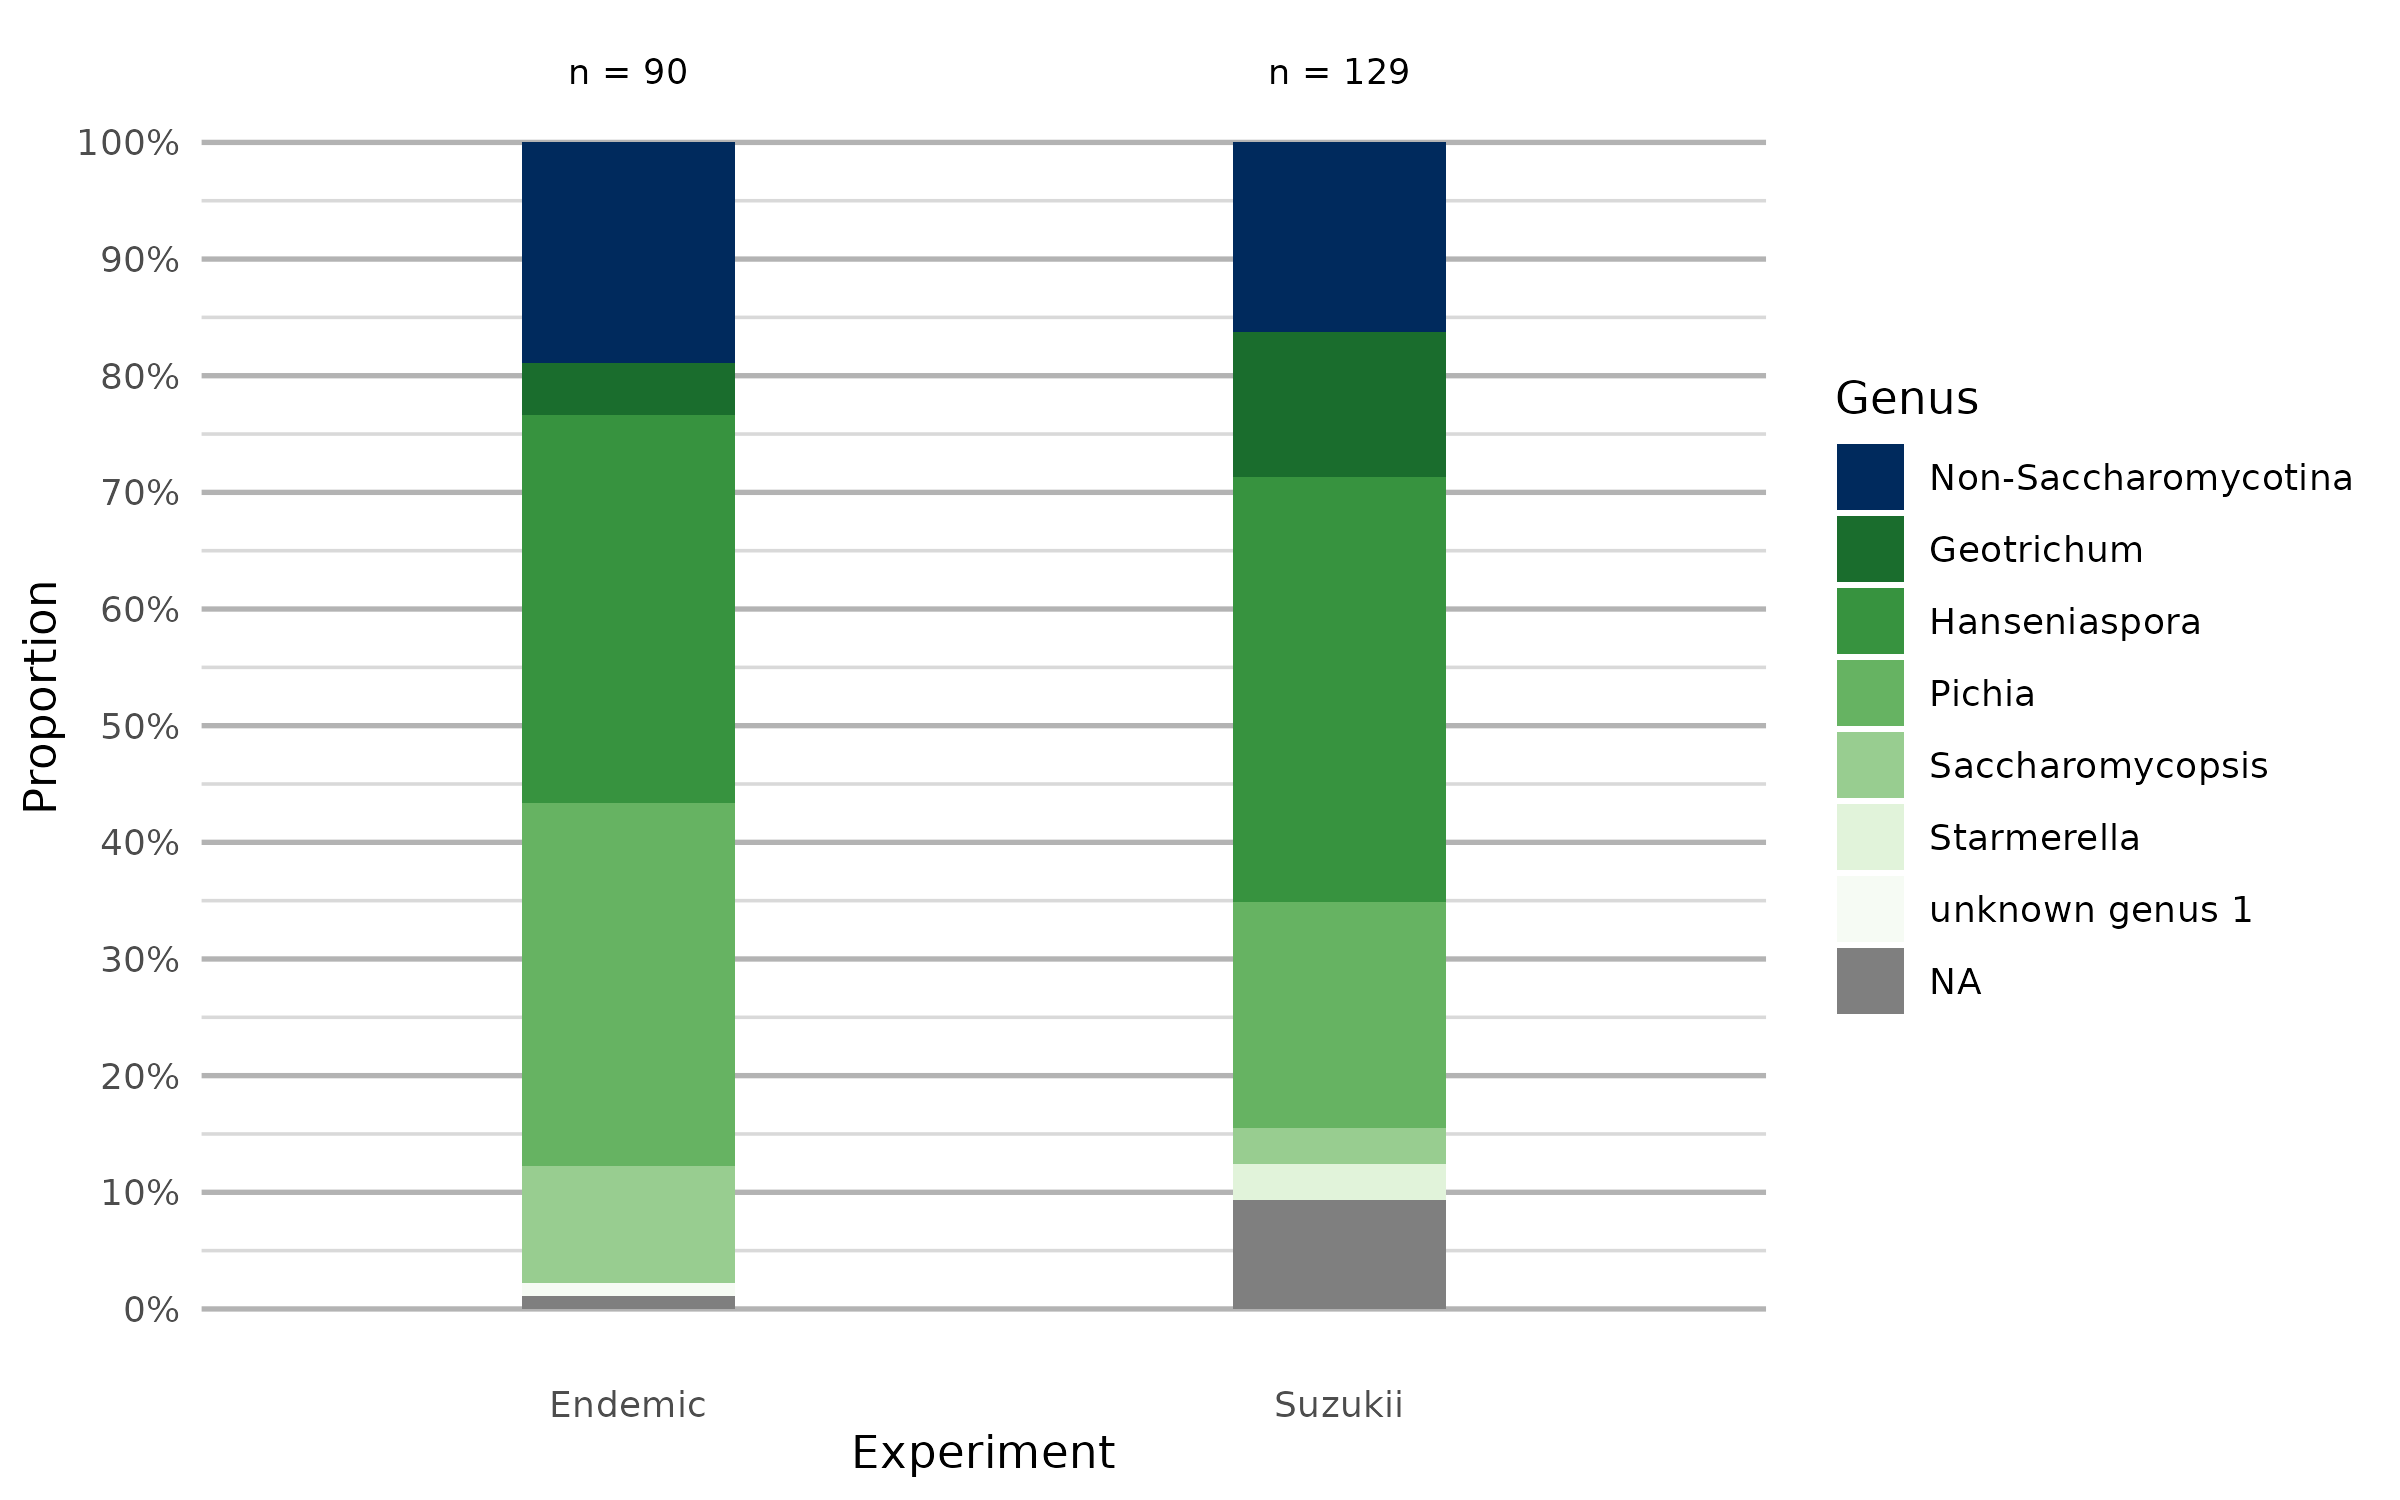 n = 90
n = 129
100%
90%
80%
70%
60%
50%
40%
30%
20%
10%
0%
Proportion
Endemic
Suzukii
Experiment
Genus
Non-Saccharomycotina
Geotrichum
Hanseniaspora
Pichia
Saccharomycopsis
Starmerella
unknown genus 1
NA